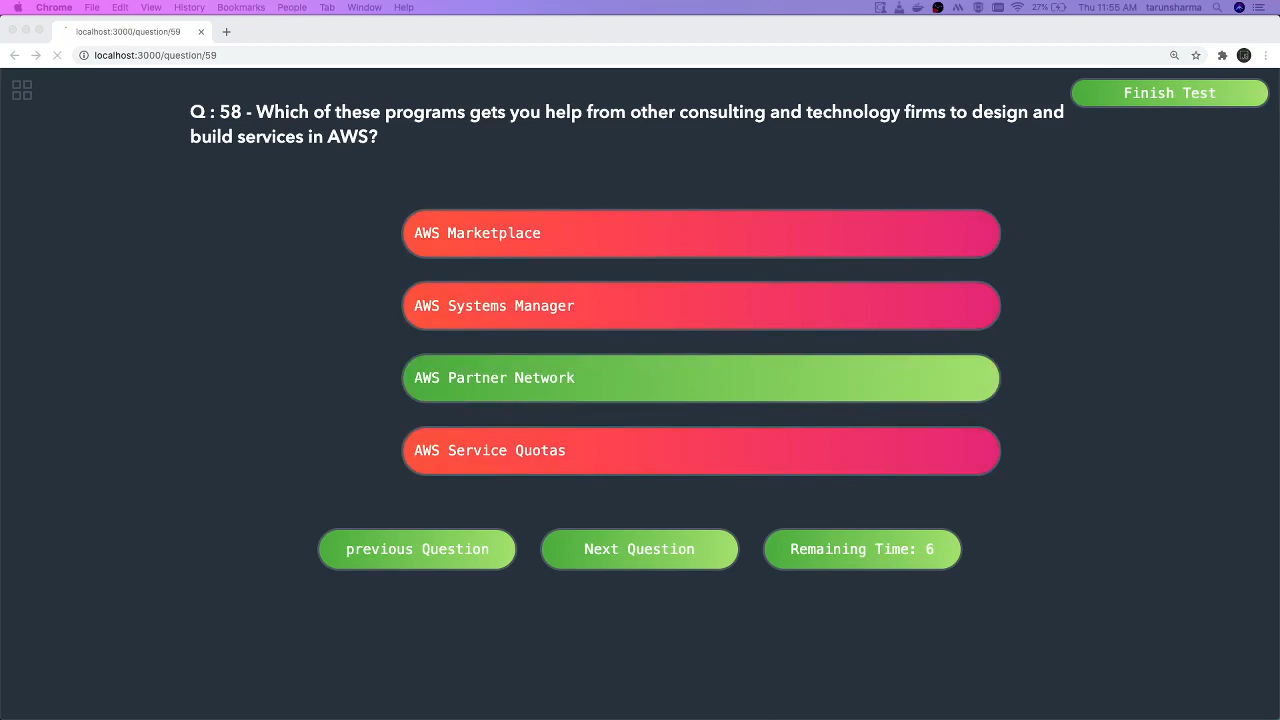 Chrome File Edit View History Bookmarks People Tab Window Help 27% Thu 11:55 AM tarunsharma
localhost:3000/question/59
localhost:3000/question/59
Finish Test
Q : 58 - Which of these programs gets you help from other consulting and technology firms to design and
build services in AWS?
AWS Marketplace
AWS Systems Manager
AWS Partner Network
AWS Service Quotas
previous Question Next Question Remaining Time: 6